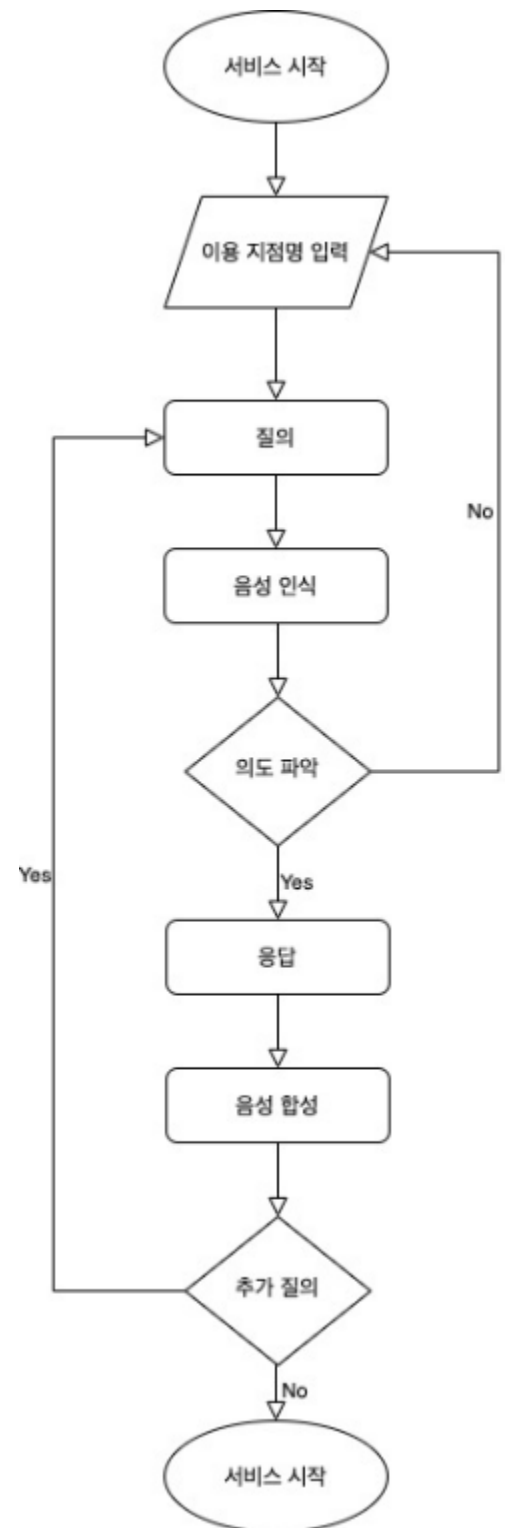 서비스 시작
이용 지점명 입력
질의
No
음성 인식
의도 파악
Yes
Yes
응답
음성 합성
추가 질의
No
서비스 시작